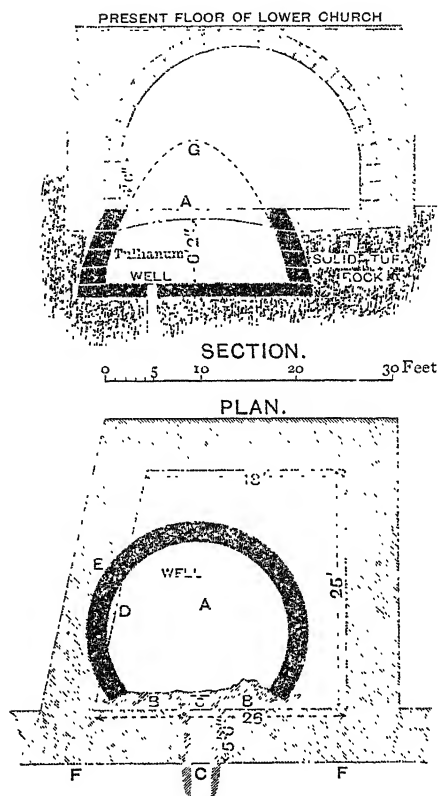 PRESENT FLOOR OF LOWER CHURCH
G
A
Tullianum
WELL
SOLID TUFA
ROCK
SECTION.
0 5 10 20 30 Feet
PLAN.
18'
E
WELL
D
A
25'
B
B
26
F
C
F